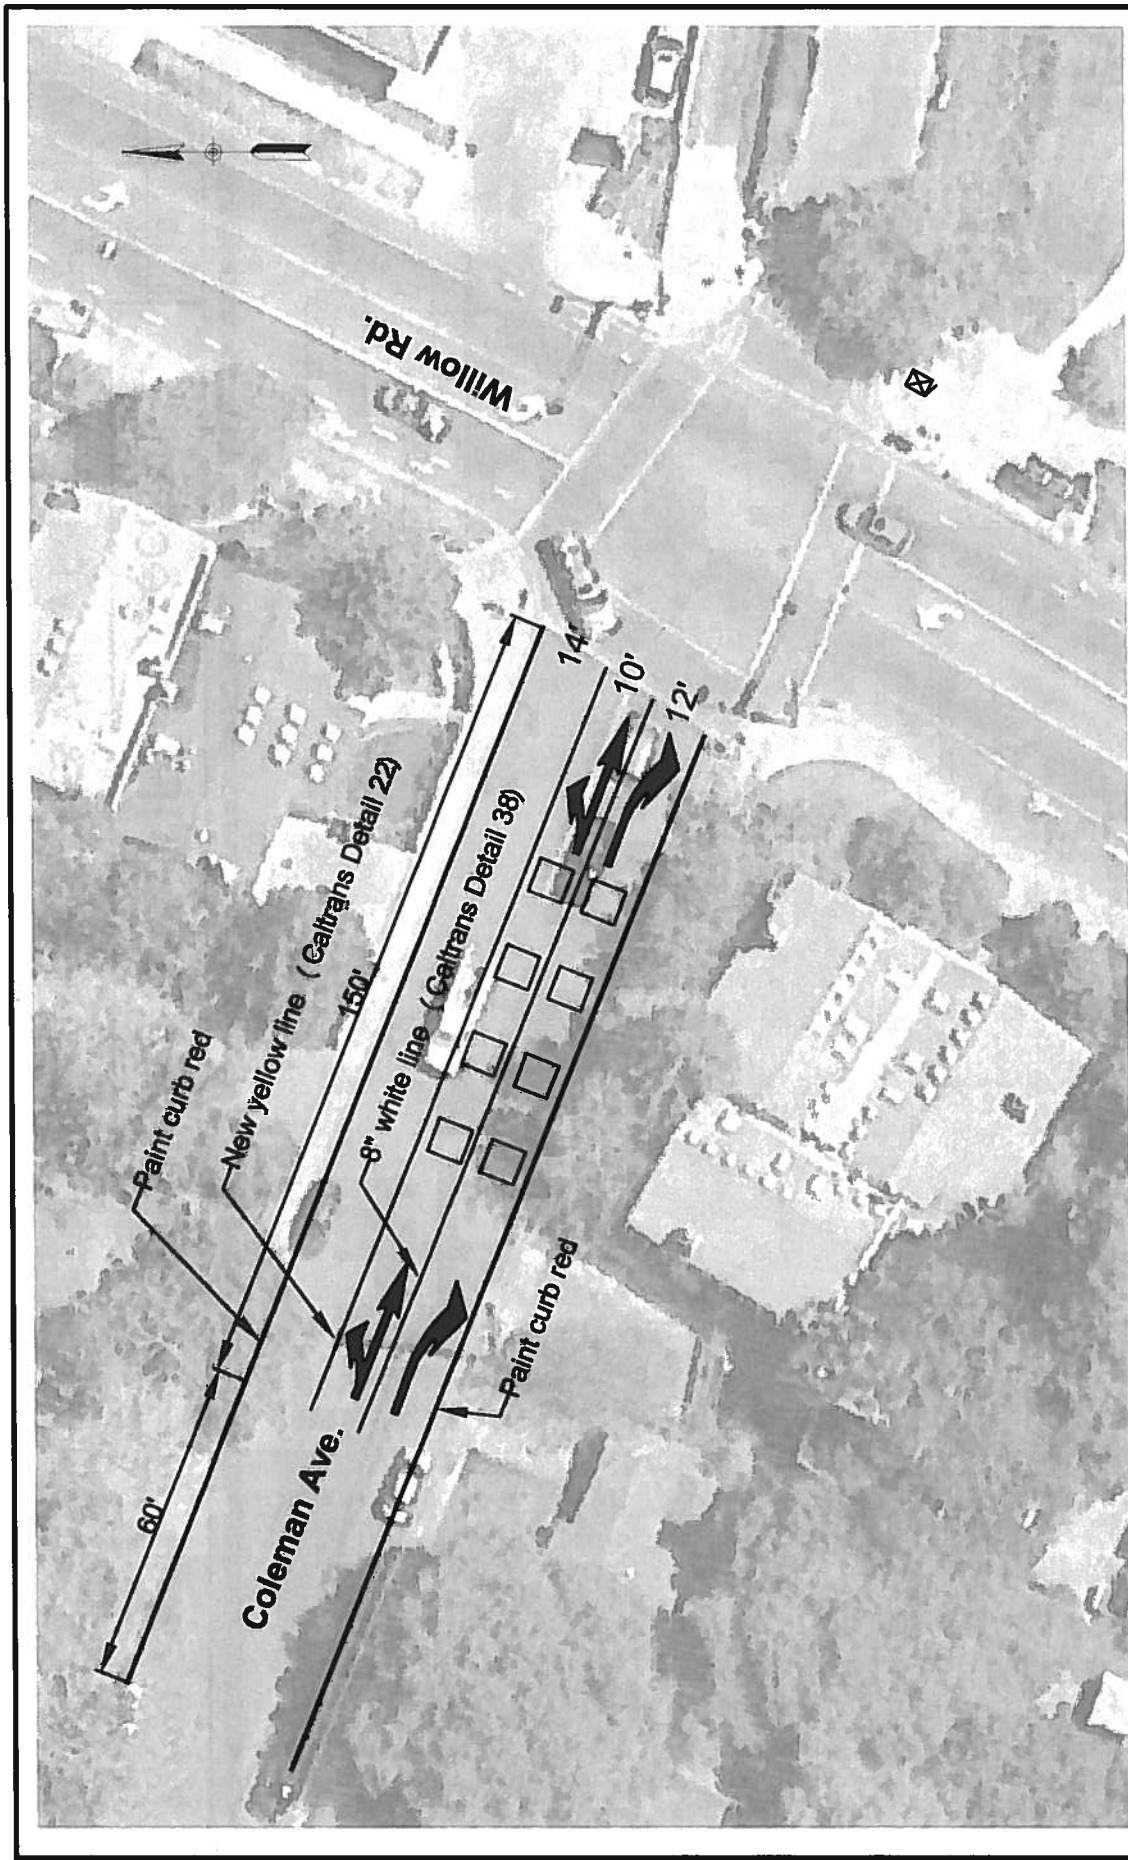 Willow Rd.
14'
10'
12'
New yellow line ( Caltrans Detail 22)
150'
8" white line ( Caltrans Detail 38)
Paint curb red
Paint curb red
60'
Coleman Ave.